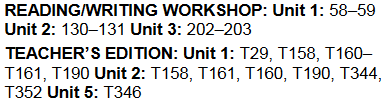 READING/WRITING WORKSHOP: Unit 1: 58–59
Unit 2: 130–131 Unit 3: 202–203
TEACHER’S EDITION: Unit 1: T29, T158, T160–
T161, T190 Unit 2: T158, T161, T160, T190, T344,
T352 Unit 5: T346